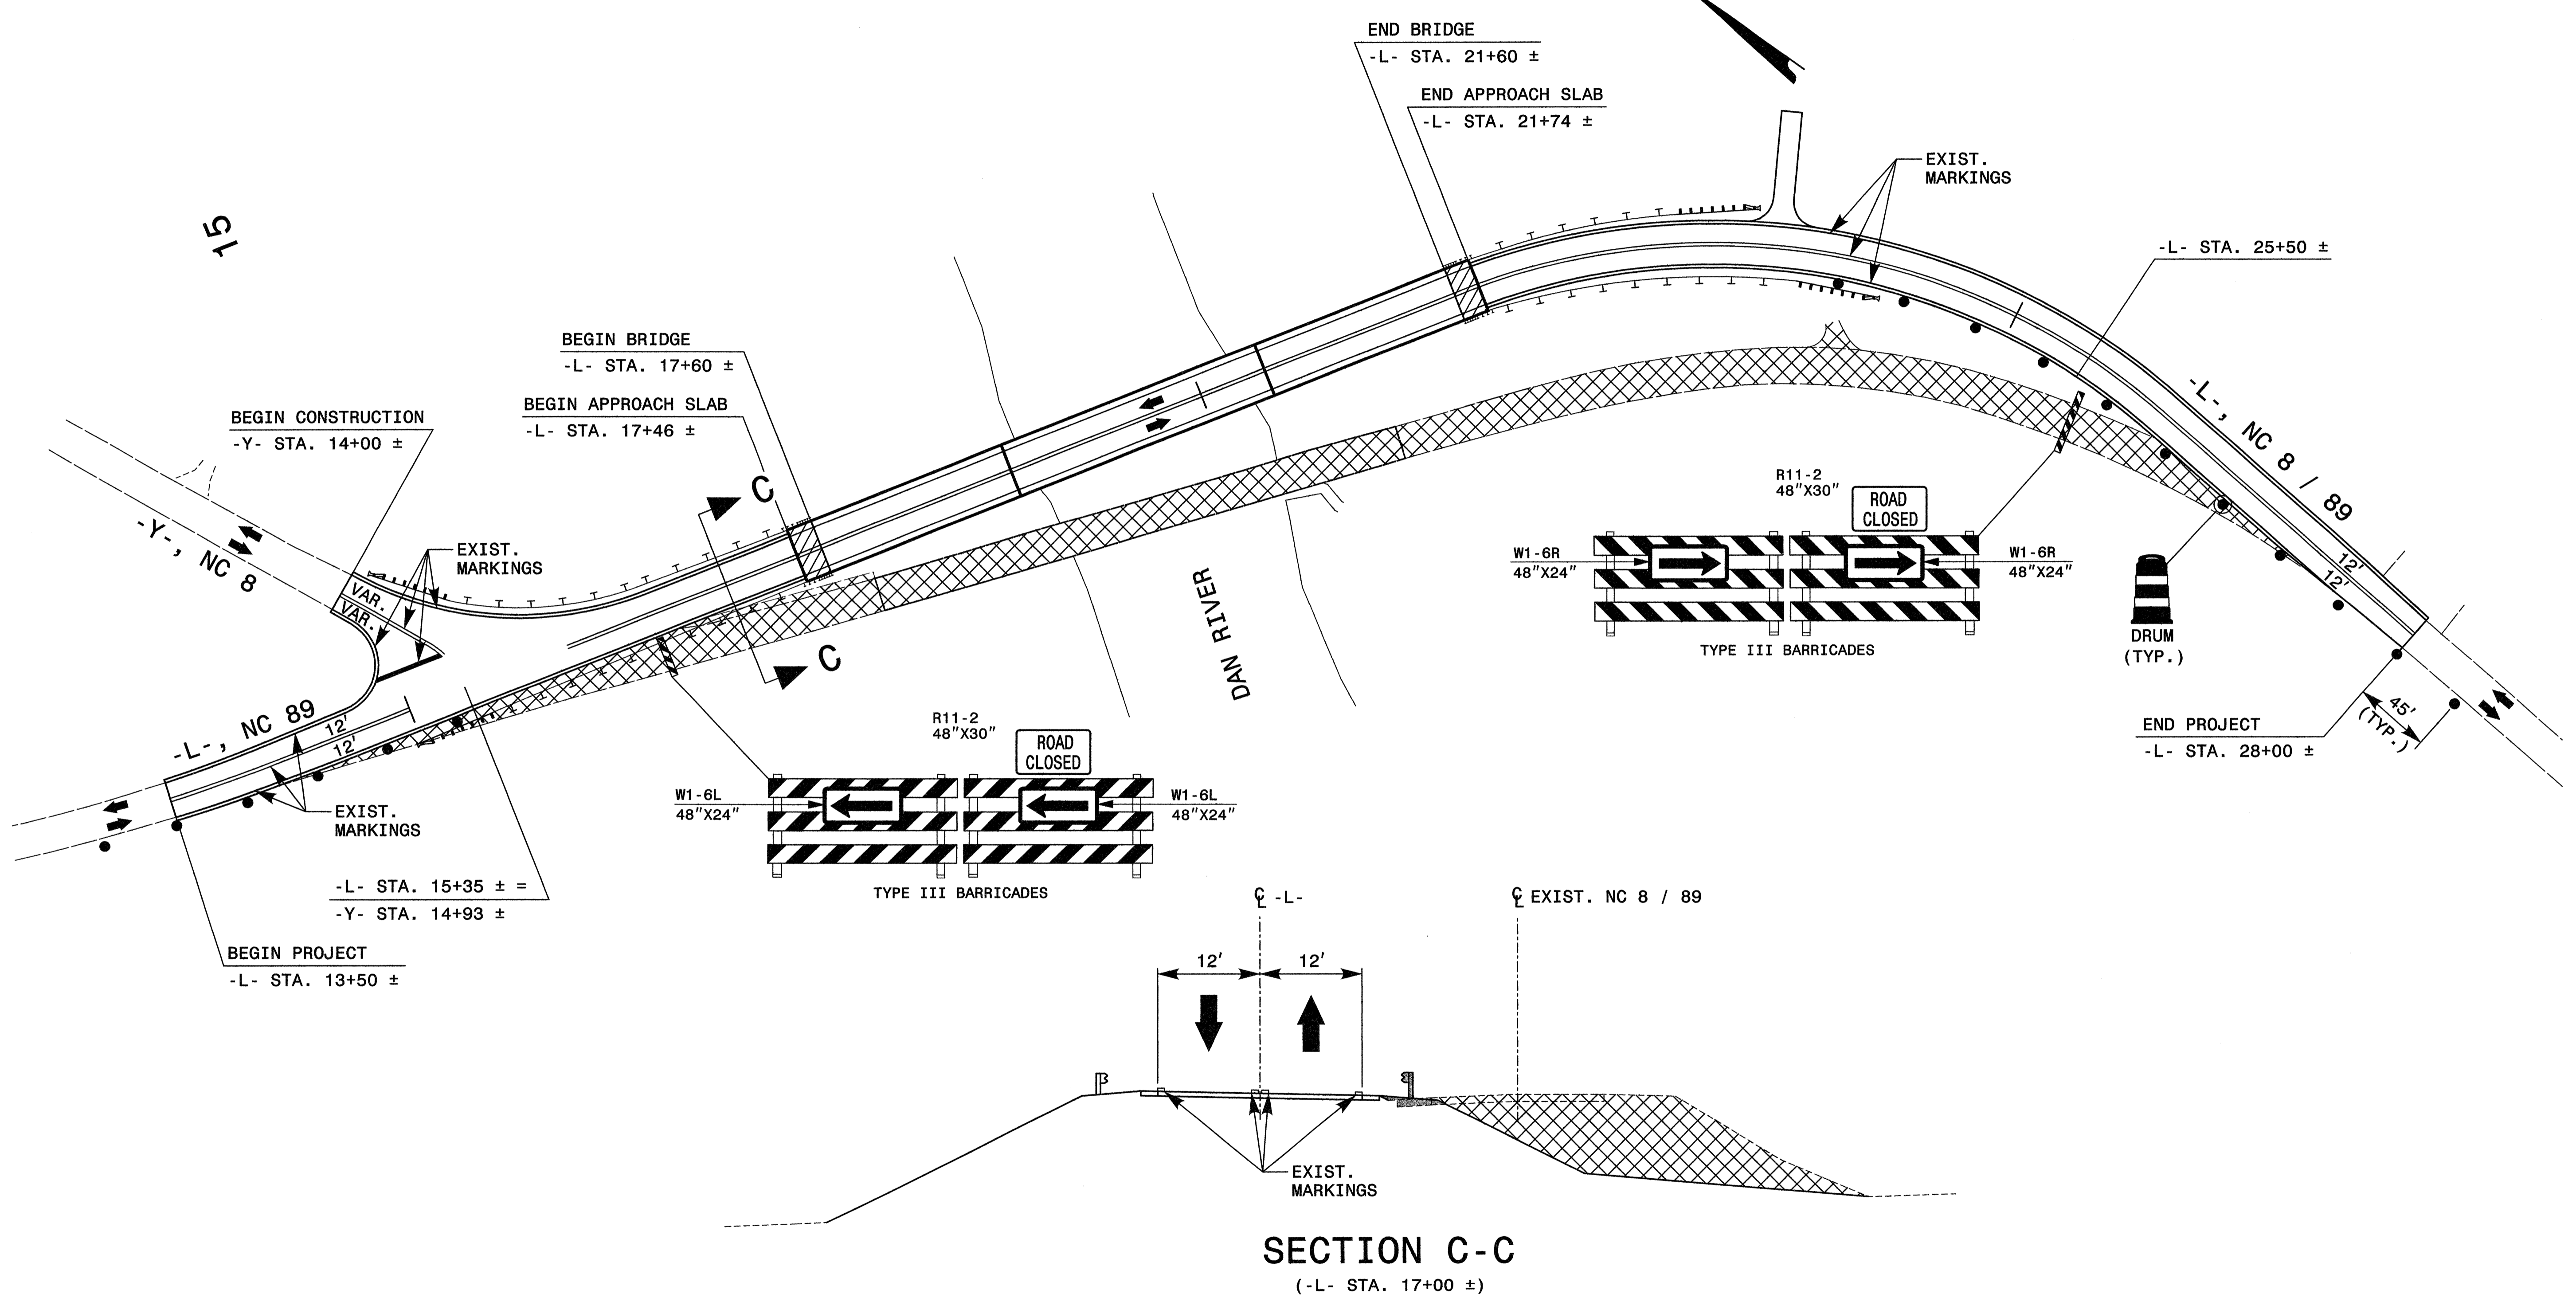 END BRIDGE
-L- STA. 21+60 ±
END APPROACH SLAB
-L- STA. 21+74 ±
EXIST.
MARKINGS
-L- STA. 25+50 ±
15
BEGIN BRIDGE
-L- STA. 17+60 ±
BEGIN APPROACH SLAB
-L- STA. 17+46 ±
BEGIN CONSTRUCTION
-Y- STA. 14+00 ±
C
C
-Y-, NC 8
EXIST.
MARKINGS
VAR.
VAR.
DAN RIVER
-L-, NC 8 / 89
12'
12'
R11-2
48"X30"
ROAD
CLOSED
W1-6R
48"X24"
W1-6R
48"X24"
TYPE III BARRICADES
DRUM
(TYP.)
-L-, NC 89
12'
12'
EXIST.
MARKINGS
R11-2
48"X30"
ROAD
CLOSED
W1-6L
48"X24"
W1-6L
48"X24"
TYPE III BARRICADES
45'
(TYP.)
END PROJECT
-L- STA. 28+00 ±
-L- STA. 15+35 ± =
-Y- STA. 14+93 ±
BEGIN PROJECT
-L- STA. 13+50 ±
℄ -L-
℄ EXIST. NC 8 / 89
12'
12'
EXIST.
MARKINGS
SECTION C-C
(-L- STA. 17+00 ±)